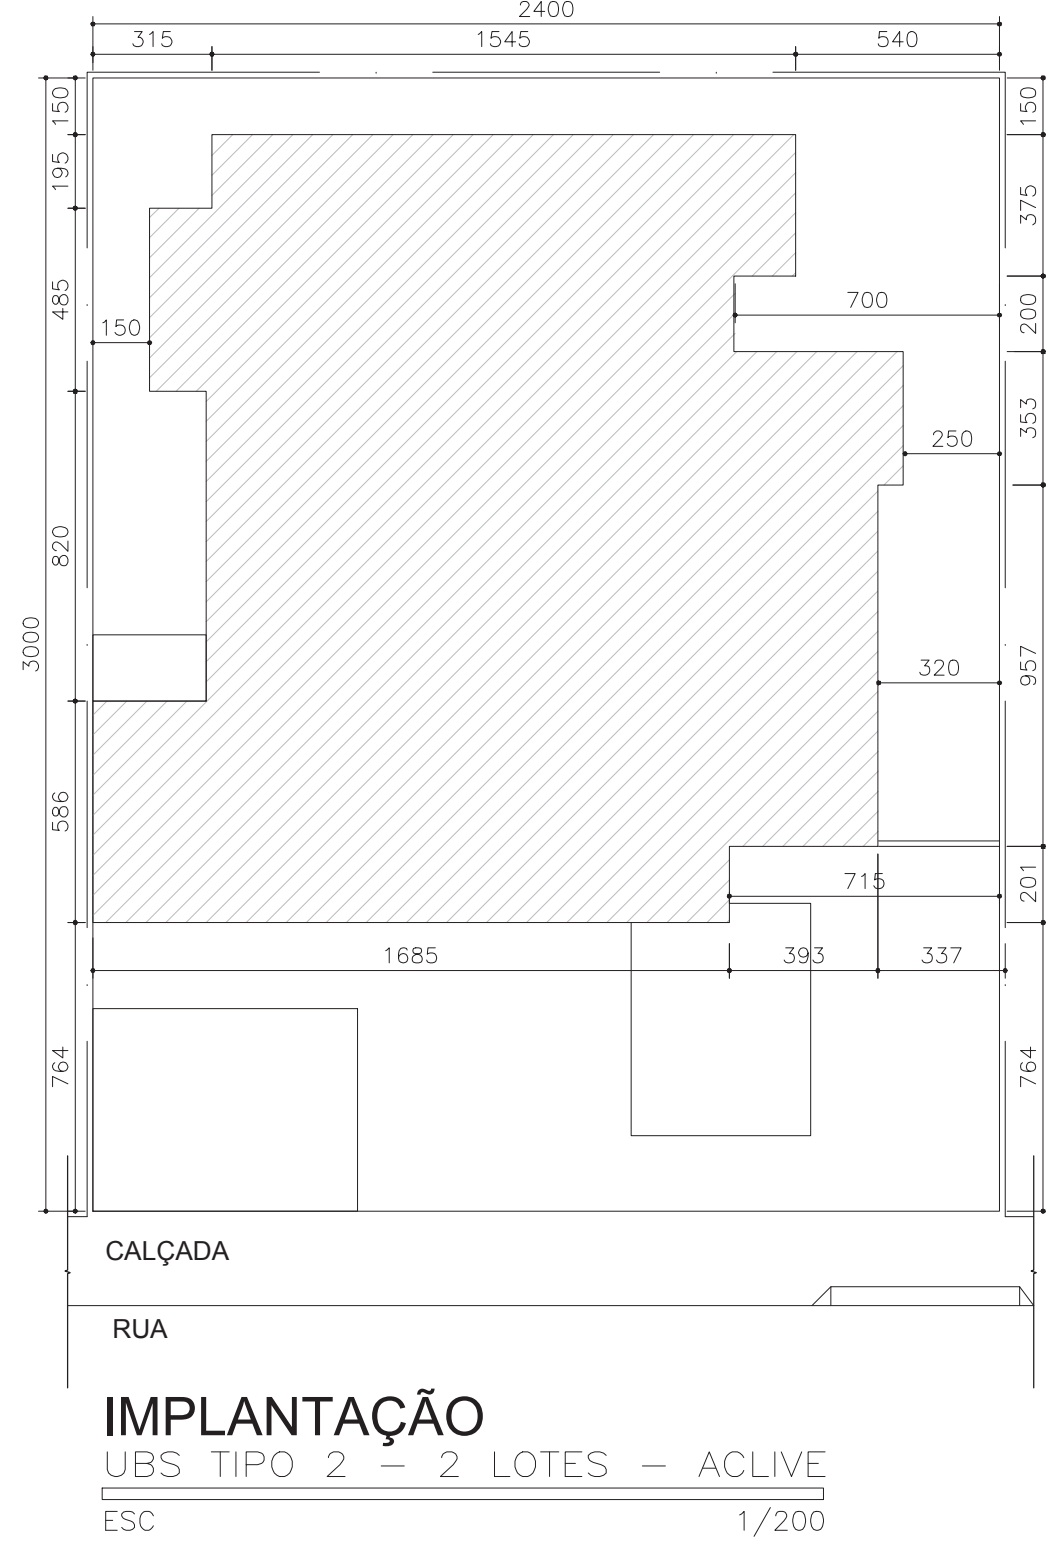 2400
315 1545 540
150 150
195 375
485 200
700
150
353
250
820
3000
957
320
586
201
715
1685 393 337
764 764
CALÇADA
RUA
IMPLANTAÇÃO
UBS TIPO 2 - 2 LOTES - ACLIVE
ESC 1/200